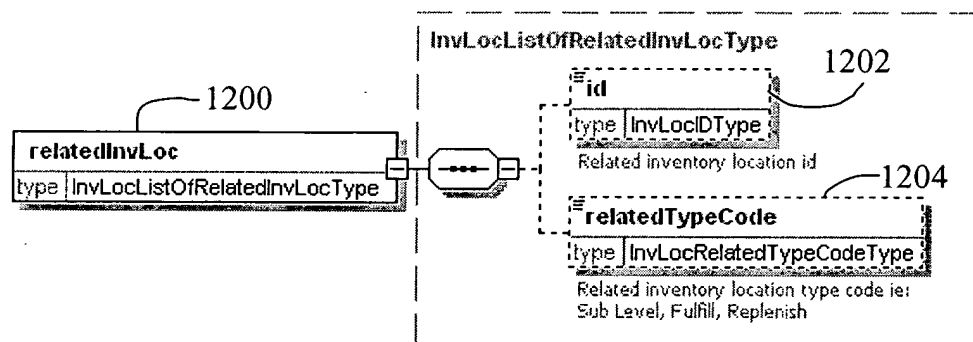 InvLocListOfRelatedInvLocType
1202
id
type InvLocIDType
Related inventory location id
1200
relatedInvLoc
type InvLocListOfRelatedInvLocType
1204
relatedTypeCode
type InvLocRelatedTypeCodeType
Related inventory location type code ie:
Sub Level, Fulfill, Replenish